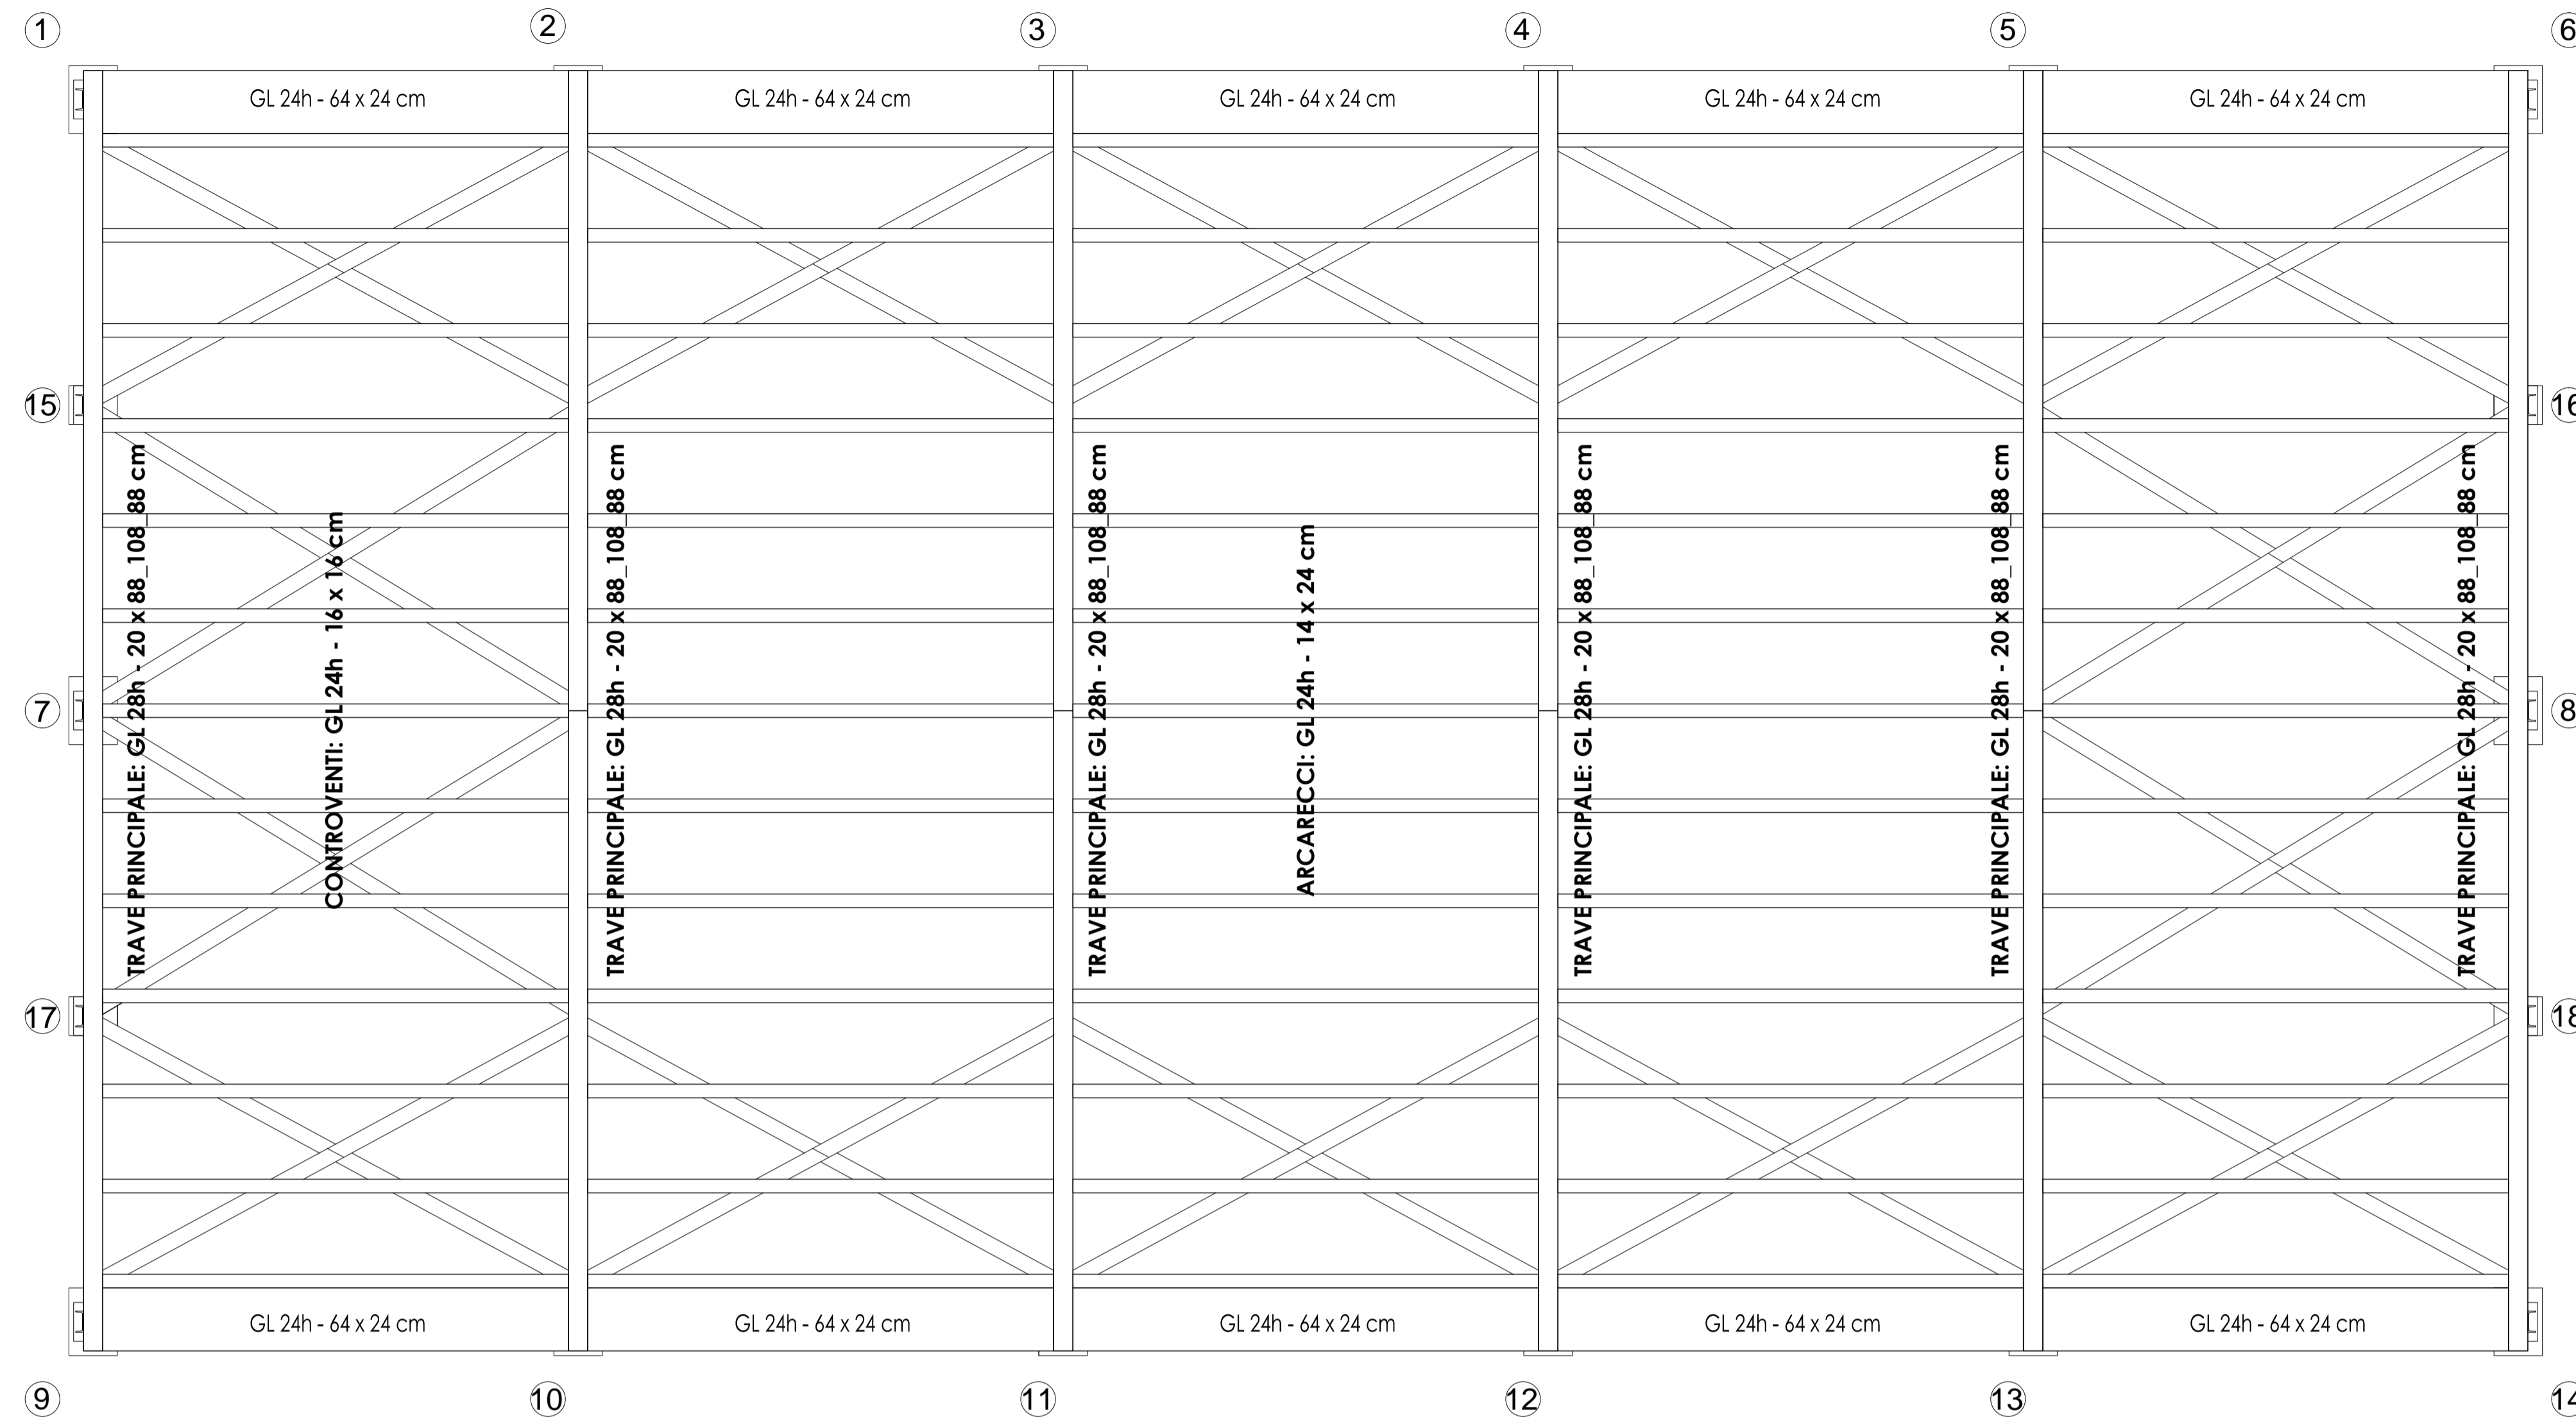 1
2
3
4
5
6
GL 24h - 64 x 24 cm
GL 24h - 64 x 24 cm
GL 24h - 64 x 24 cm
GL 24h - 64 x 24 cm
GL 24h - 64 x 24 cm
15
16
TRAVE PRINCIPALE: GL 28h - 20 x 88_108_88 cm
CONTROVENTI: GL 24h - 16 x 16 cm
TRAVE PRINCIPALE: GL 28h - 20 x 88_108_88 cm
TRAVE PRINCIPALE: GL 28h - 20 x 88_108_88 cm
ARCARECCI: GL 24h - 14 x 24 cm
TRAVE PRINCIPALE: GL 28h - 20 x 88_108_88 cm
TRAVE PRINCIPALE: GL 28h - 20 x 88_108_88 cm
TRAVE PRINCIPALE: GL 28h - 20 x 88_108_88 cm
7
8
17
18
GL 24h - 64 x 24 cm
GL 24h - 64 x 24 cm
GL 24h - 64 x 24 cm
GL 24h - 64 x 24 cm
GL 24h - 64 x 24 cm
9
10
11
12
13
14